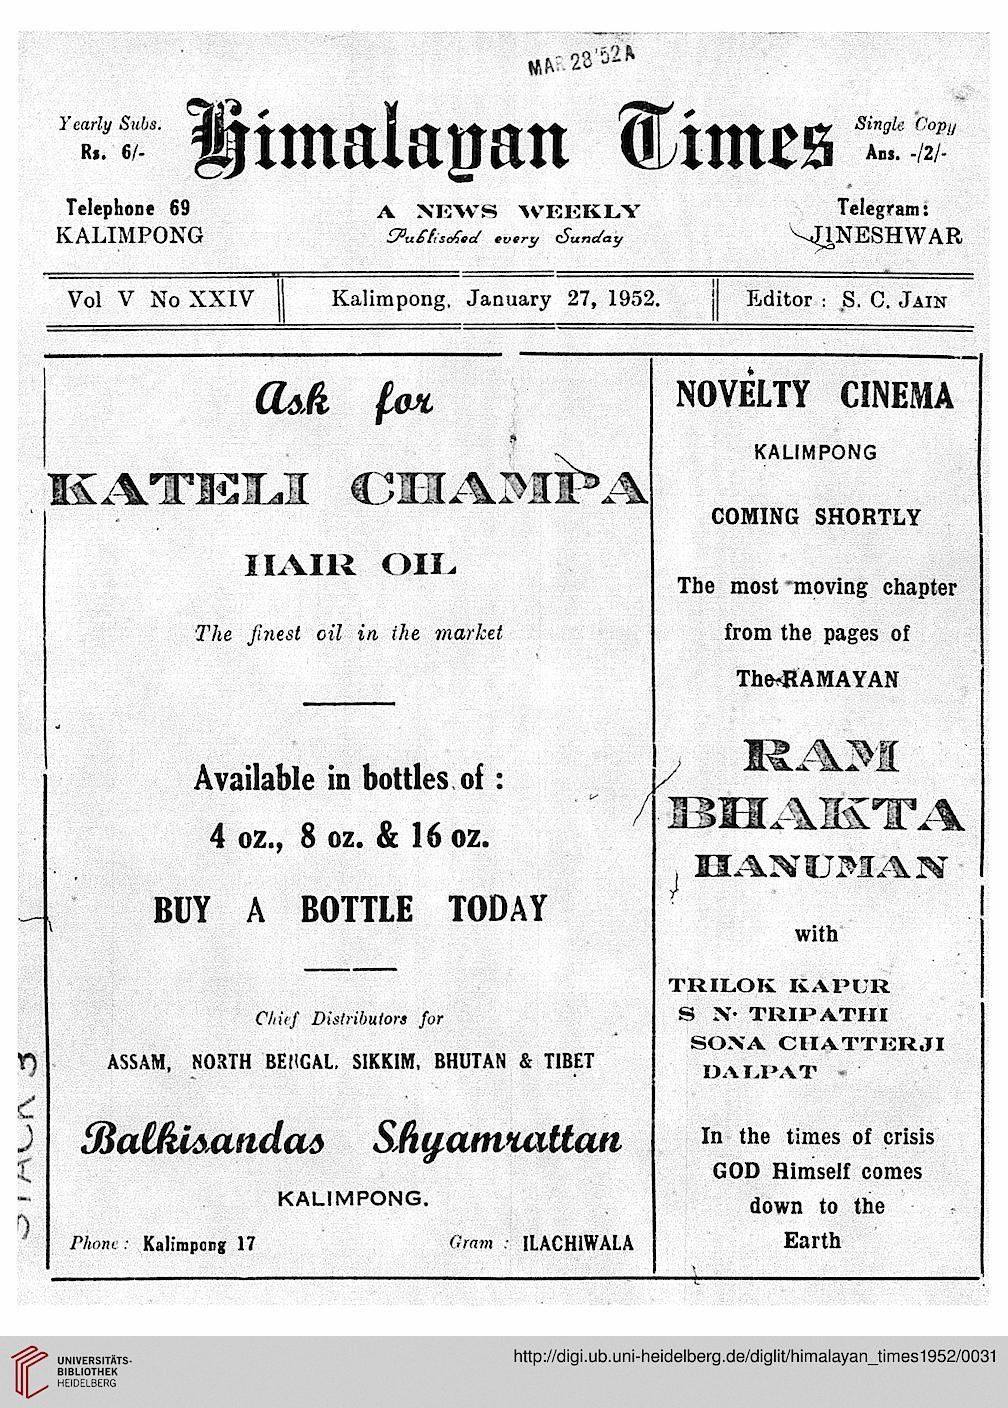 MAR 28 '52 A
Yearly Subs.
Rs. 6/-
Himalayan Times
Single Copy
Ans. -/2/-
Telephone 69
KALIMPONG
A NEWS WEEKLY
Published every Sunday
Telegram:
JINESHWAR
Vol V No XXIV
Kalimpong, January 27, 1952.
Editor : S. C. JAIN
Ask for
KATELI CHAMPA
HAIR OIL
The finest oil in the market
Available in bottles of :
4 oz., 8 oz. & 16 oz.
BUY A BOTTLE TODAY
Chief Distributors for
ASSAM, NORTH BENGAL, SIKKIM, BHUTAN & TIBET
Balkisandas Shyamrattan
KALIMPONG.
Phone : Kalimpong 17
Gram : ILACHIWALA
NOVELTY CINEMA
KALIMPONG
COMING SHORTLY
The most moving chapter
from the pages of
The RAMAYAN
RAM
BHAKTA
HANUMAN
with
TRILOK KAPUR
S N. TRIPATHI
SONA CHATTERJI
DALPAT
In the times of crisis
GOD Himself comes
down to the
Earth
UNIVERSITÄTS-
BIBLIOTHEK
HEIDELBERG
http://digi.ub.uni-heidelberg.de/diglit/himalayan_times1952/0031